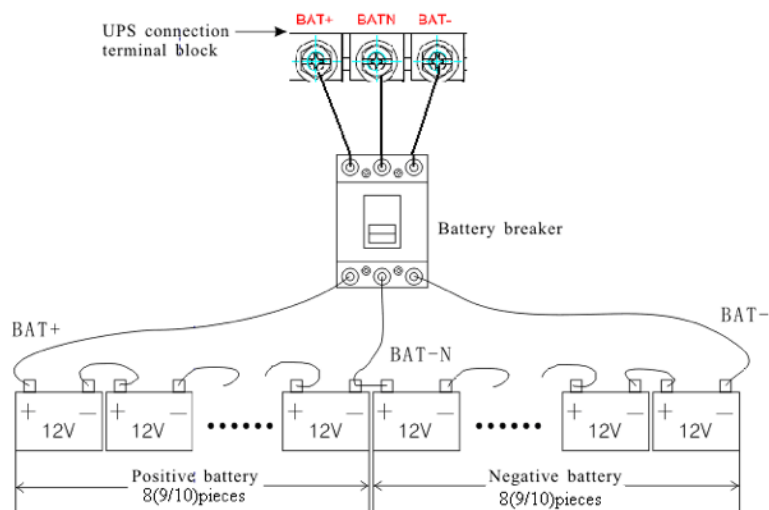 BAT+ BATN BAT-
UPS connection
terminal block
Battery breaker
BAT+
BAT-N
BAT-
+ − 12V
+ − 12V
+ − 12V
+ − 12V
+ − 12V
+ − 12V
Positive battery
8(9/10)pieces
Negative battery
8(9/10)pieces